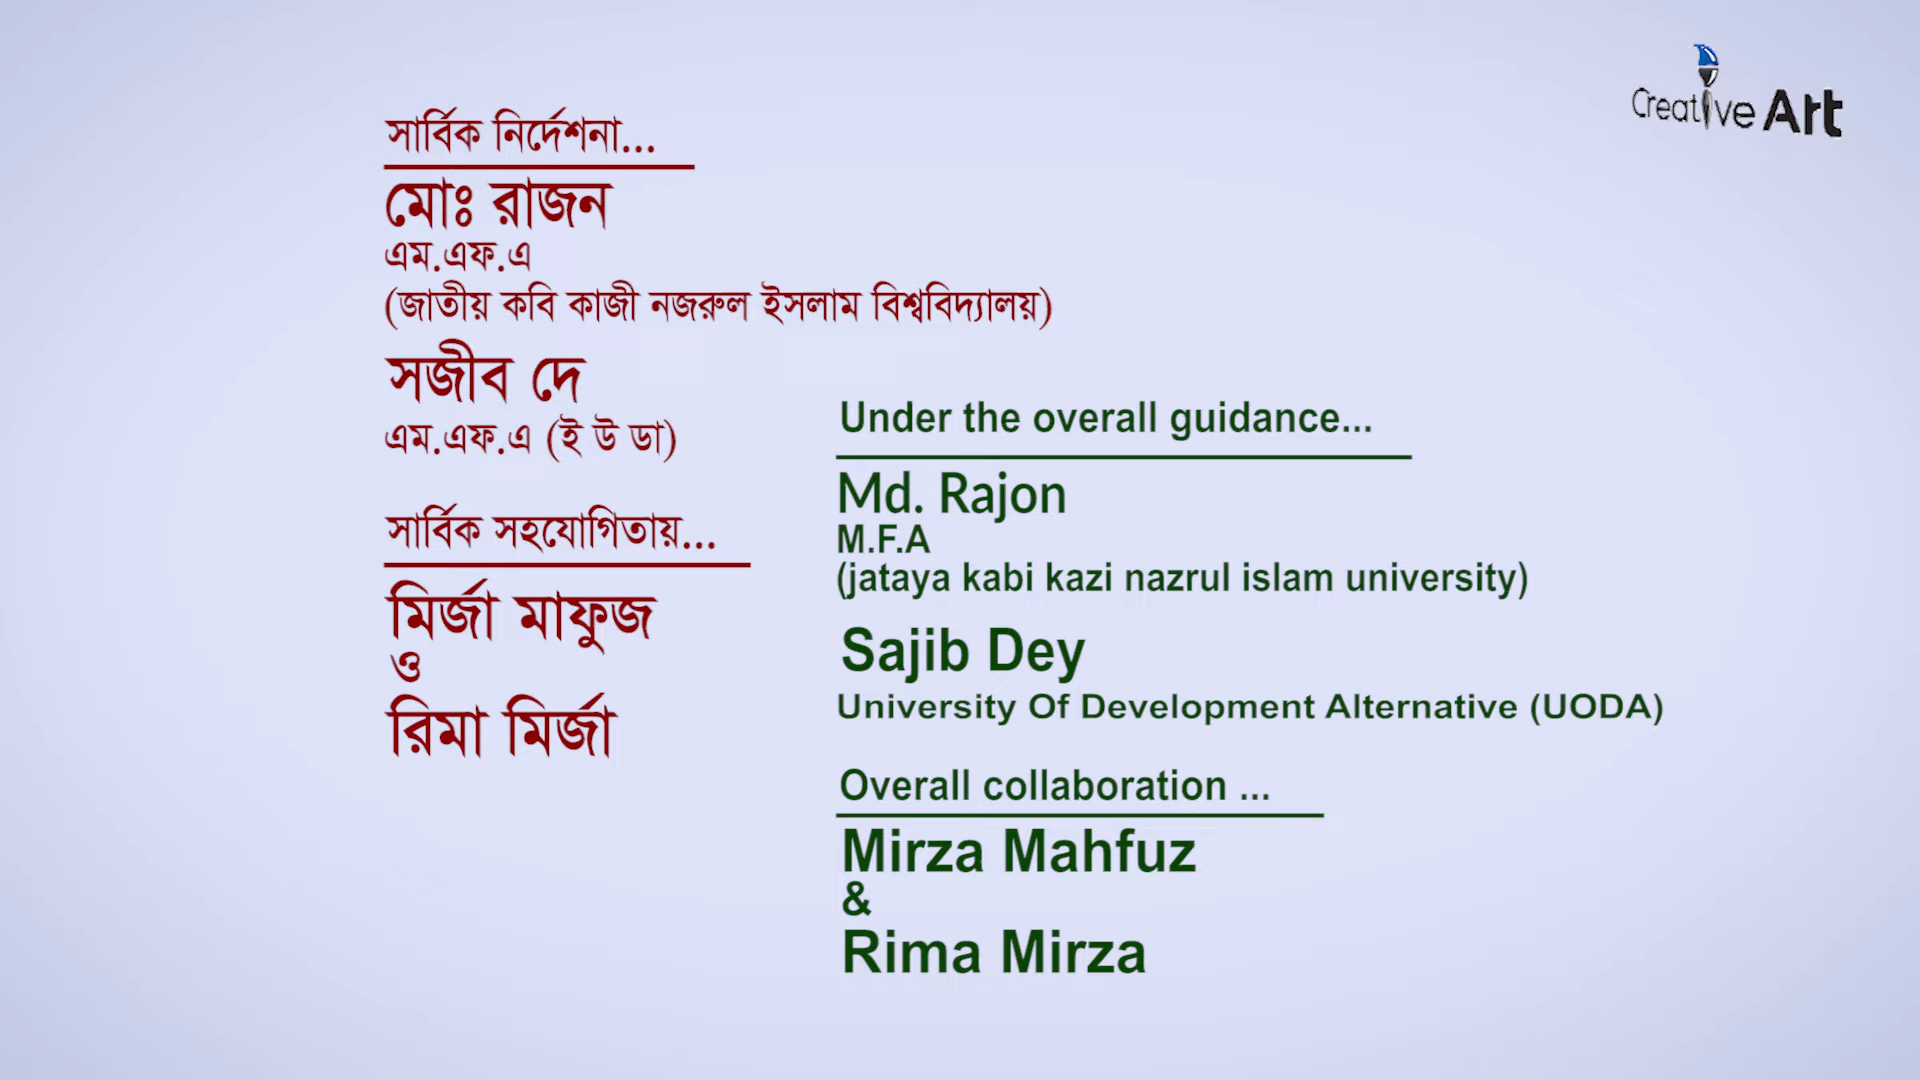 Creative Art
সার্বিক নির্দেশনা...
মোঃ রাজন
এম.এফ.এ
(জাতীয় কবি কাজী নজরুল ইসলাম বিশ্ববিদ্যালয়)
সজীব দে
এম.এফ.এ (ই উ ডা)
সার্বিক সহযোগিতায়...
মির্জা মাফুজ
ও
রিমা মির্জা
Under the overall guidance...
Md. Rajon
M.F.A
(jataya kabi kazi nazrul islam university)
Sajib Dey
University Of Development Alternative (UODA)
Overall collaboration ...
Mirza Mahfuz
&
Rima Mirza